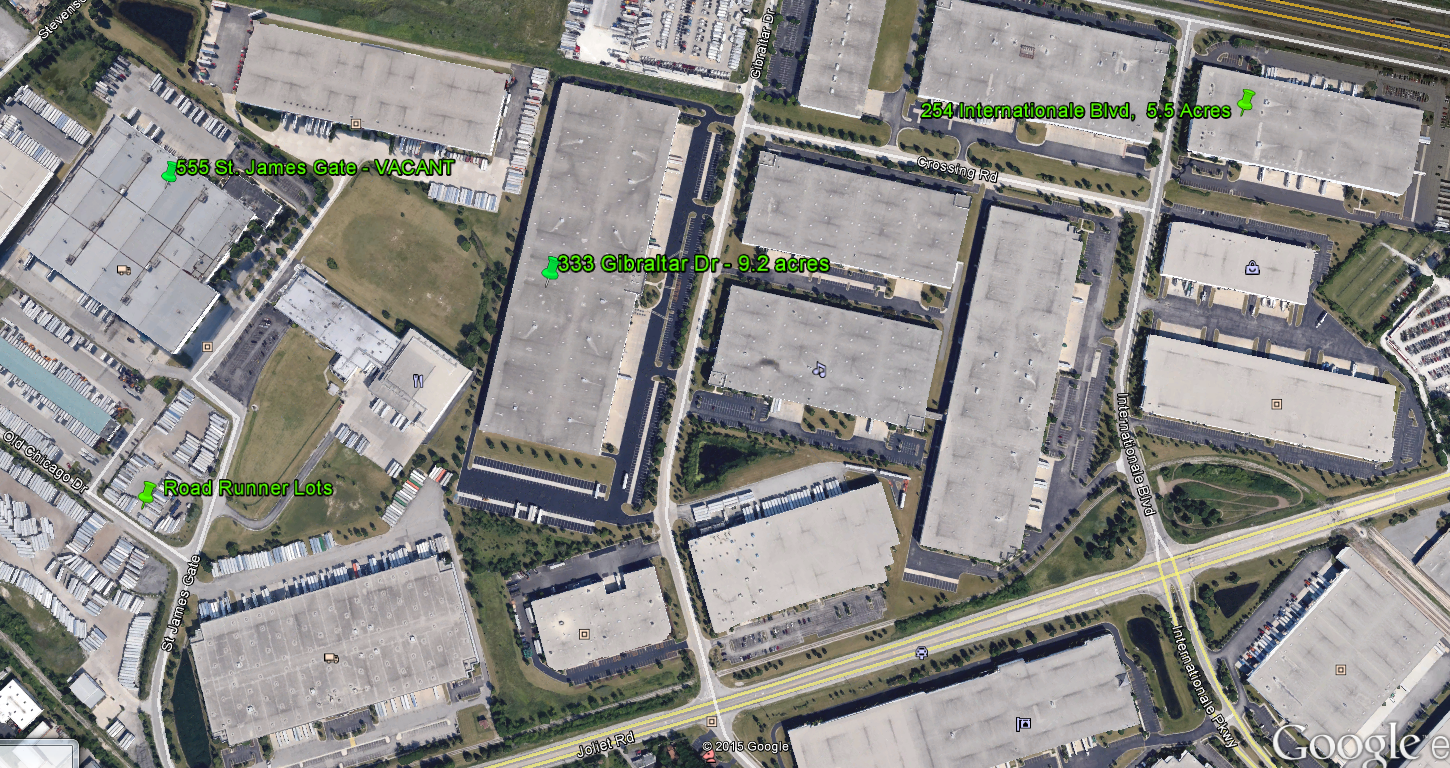 Stevenso
Gibraltar Dr
254 Internationale Blvd,  5.5 Acres
555 St. James Gate - VACANT
Crossing Rd
333 Gibraltar Dr - 9.2 acres
Internationale Blvd
Old Chicago Dr
Road Runner Lots
St James Gate
Internationale Pkwy
Joliet Rd
© 2015 Google
Google e